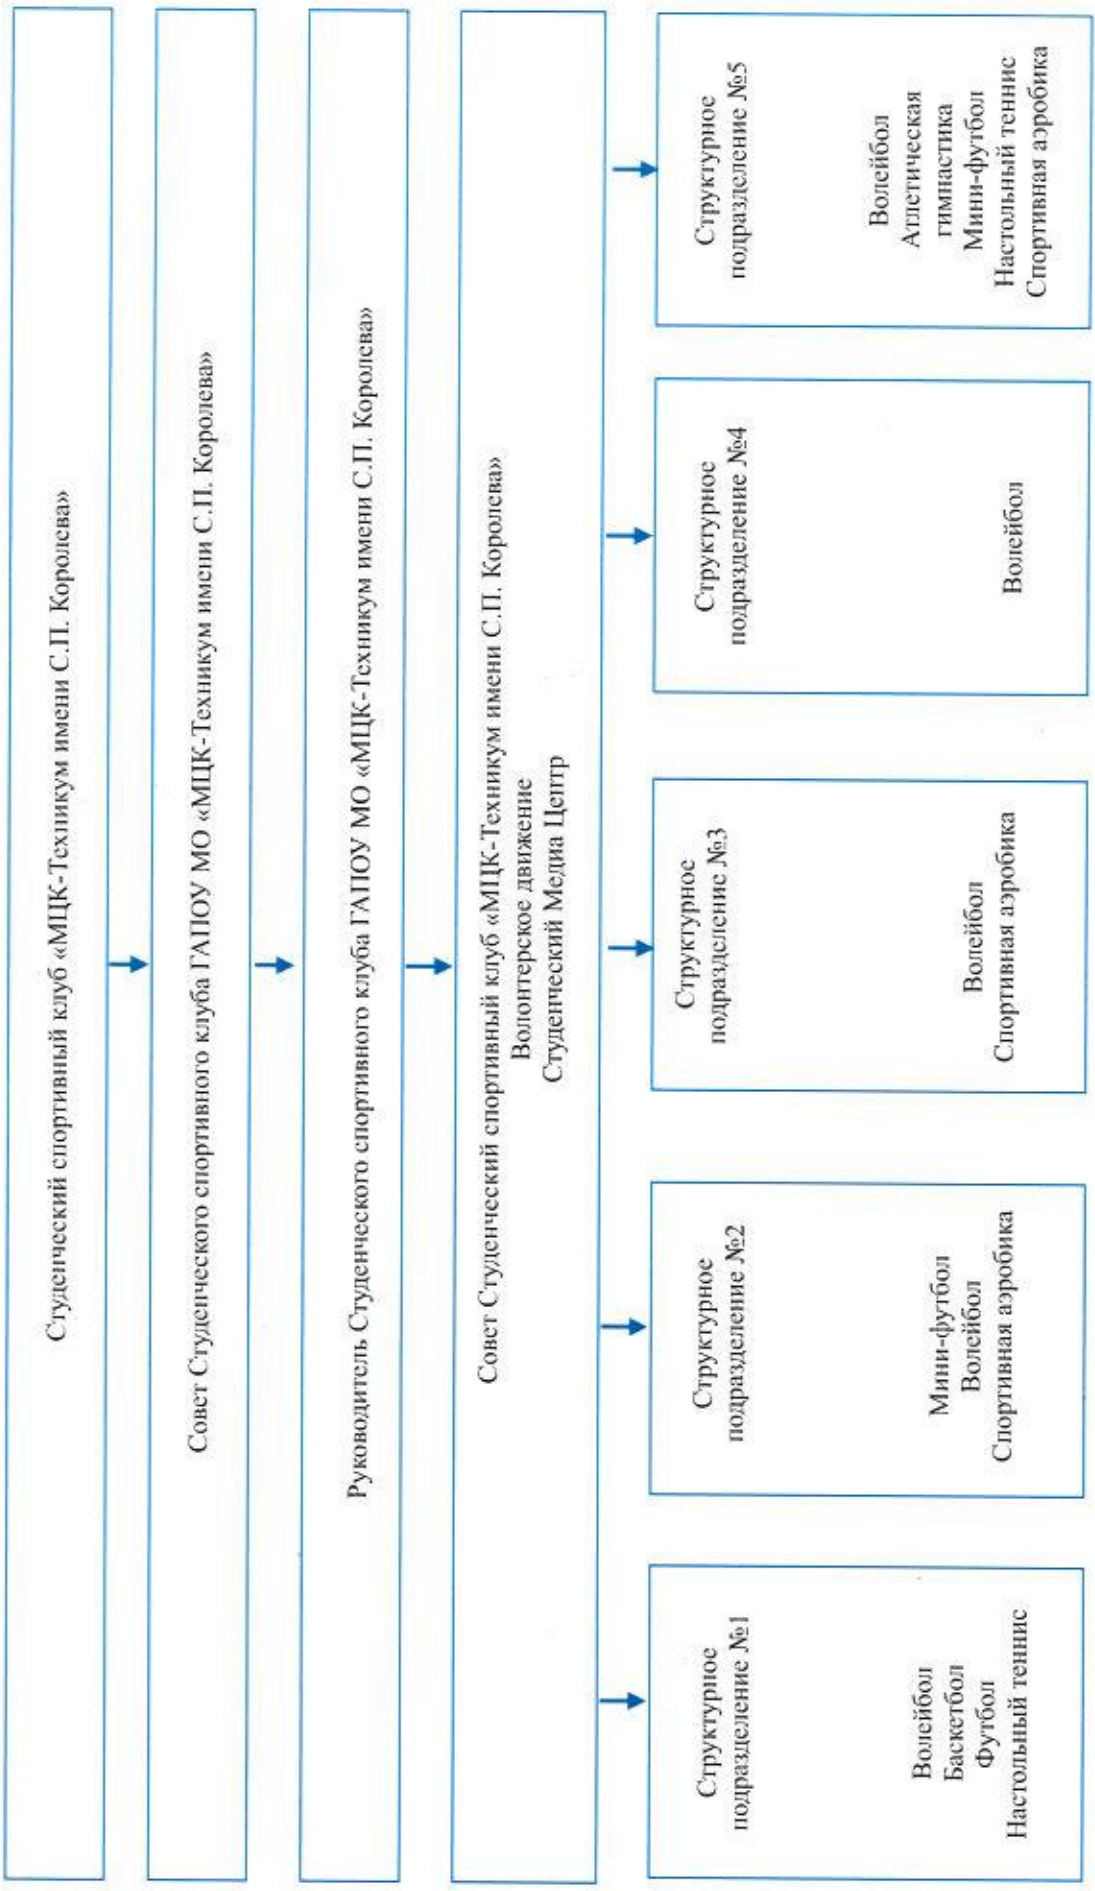 Студенческий спортивный клуб «МЦК-Техникум имени С.П. Королева»
Совет Студенческого спортивного клуба ГАПОУ МО «МЦК-Техникум имени С.П. Королева»
Руководитель Студенческого спортивного клуба ГАПОУ МО «МЦК-Техникум имени С.П. Королева»
Совет Студенческий спортивный клуб «МЦК-Техникум имени С.П. Королева»
Волонтерское движение
Студенческий Медиа Центр
Структурное
подразделение №1
Волейбол
Баскетбол
Футбол
Настольный теннис
Структурное
подразделение №2
Мини-футбол
Волейбол
Спортивная аэробика
Структурное
подразделение №3
Волейбол
Спортивная аэробика
Структурное
подразделение №4
Волейбол
Структурное
подразделение №5
Волейбол
Атлетическая
гимнастика
Мини-футбол
Настольный теннис
Спортивная аэробика